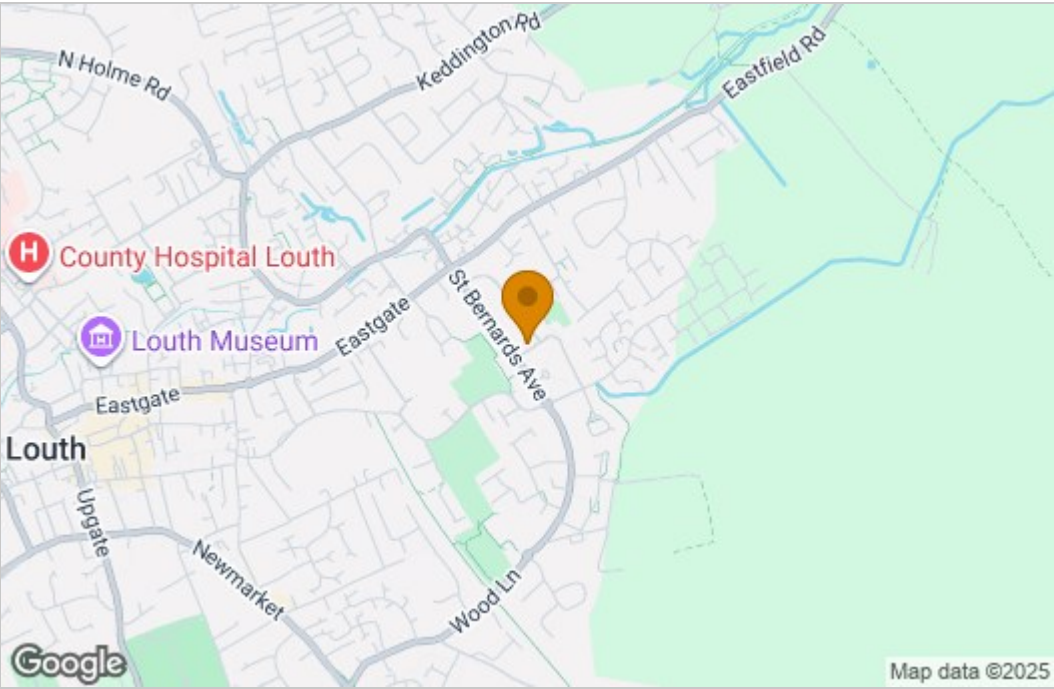 Keddington Rd
N Holme Rd
Eastfield Rd
County Hospital Louth
St Bernards Ave
Eastgate
Louth Museum
Eastgate
Louth
Upgate
Newmarket
Wood Ln
Google
Map data ©2025